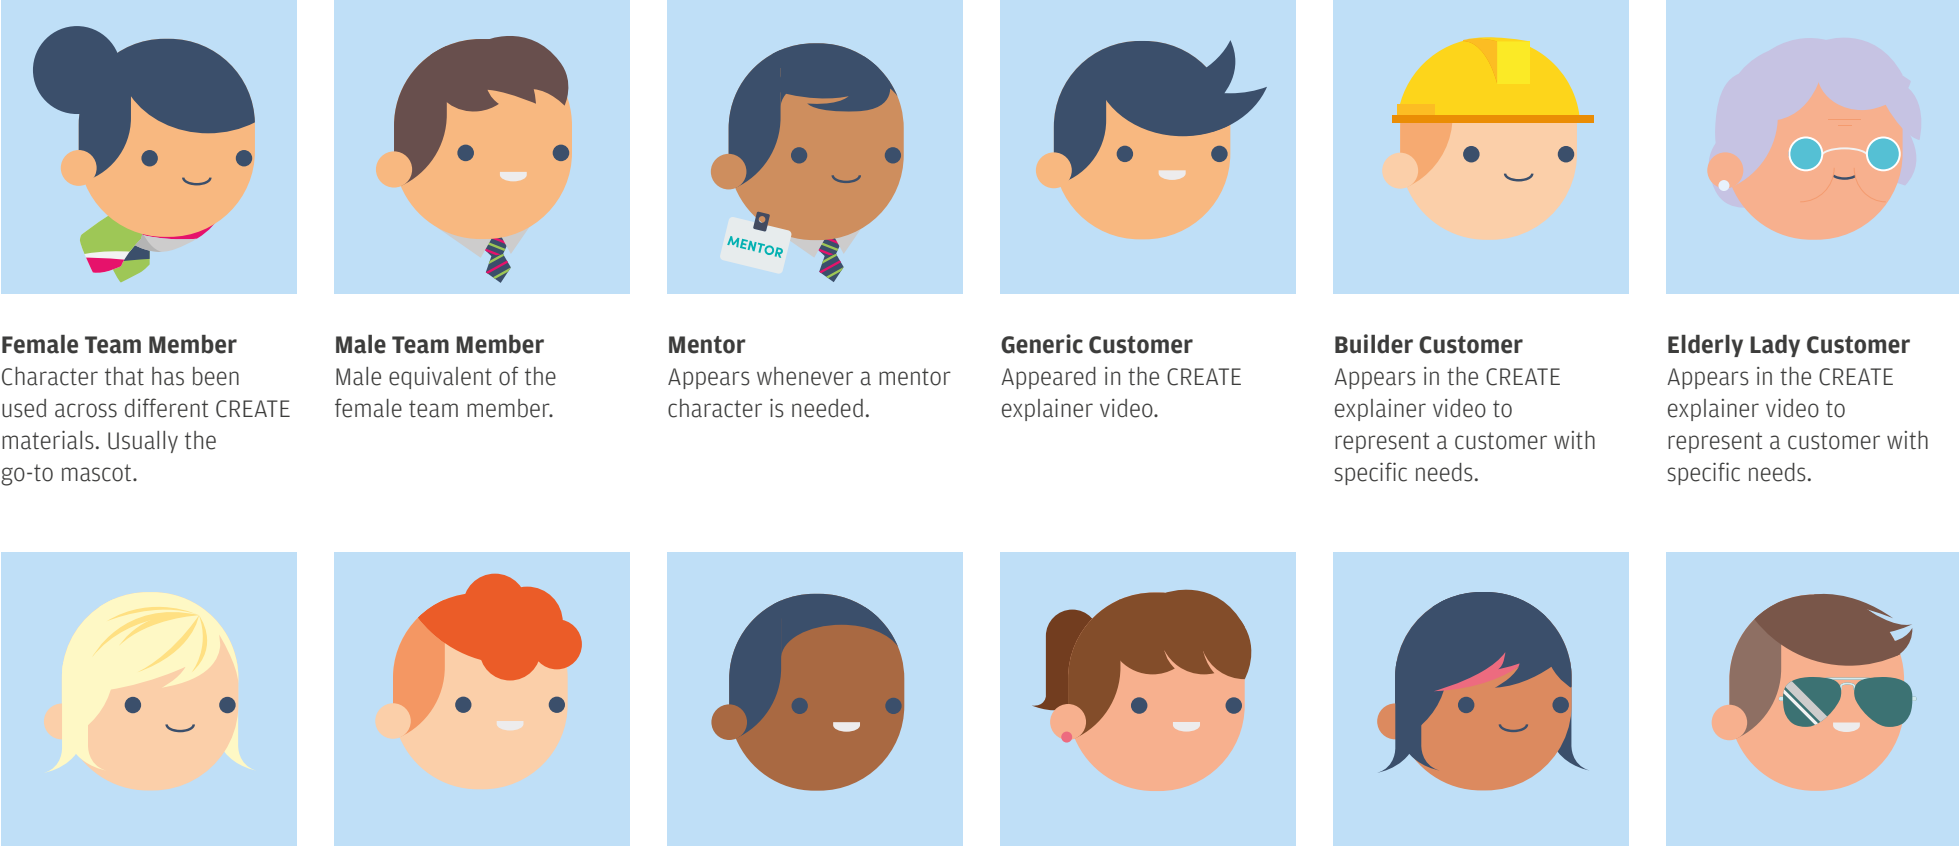 MENTOR
Female Team Member
Character that has been
used across different CREATE
materials. Usually the
go-to mascot.
Male Team Member
Male equivalent of the
female team member.
Mentor
Appears whenever a mentor
character is needed.
Generic Customer
Appeared in the CREATE
explainer video.
Builder Customer
Appears in the CREATE
explainer video to
represent a customer with
specific needs.
Elderly Lady Customer
Appears in the CREATE
explainer video to
represent a customer with
specific needs.